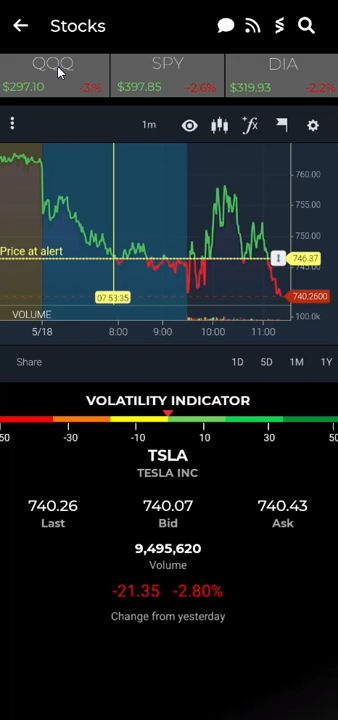 Stocks
QQQ SPY DIA
$297.10 -3% $397.85 -2.6% $319.93 -2.2%
1m
760.00
755.00
750.00
Price at alert
746.37
07:53:35
740.2600
VOLUME
100.0k
5/18 8:00 9:00 10:00 11:00
Share 1D 5D 1M 1Y
VOLATILITY INDICATOR
50 -30 -10 10 30 50
TSLA
TESLA INC
740.26 740.07 740.43
Last Bid Ask
9,495,620
Volume
-21.35 -2.80%
Change from yesterday